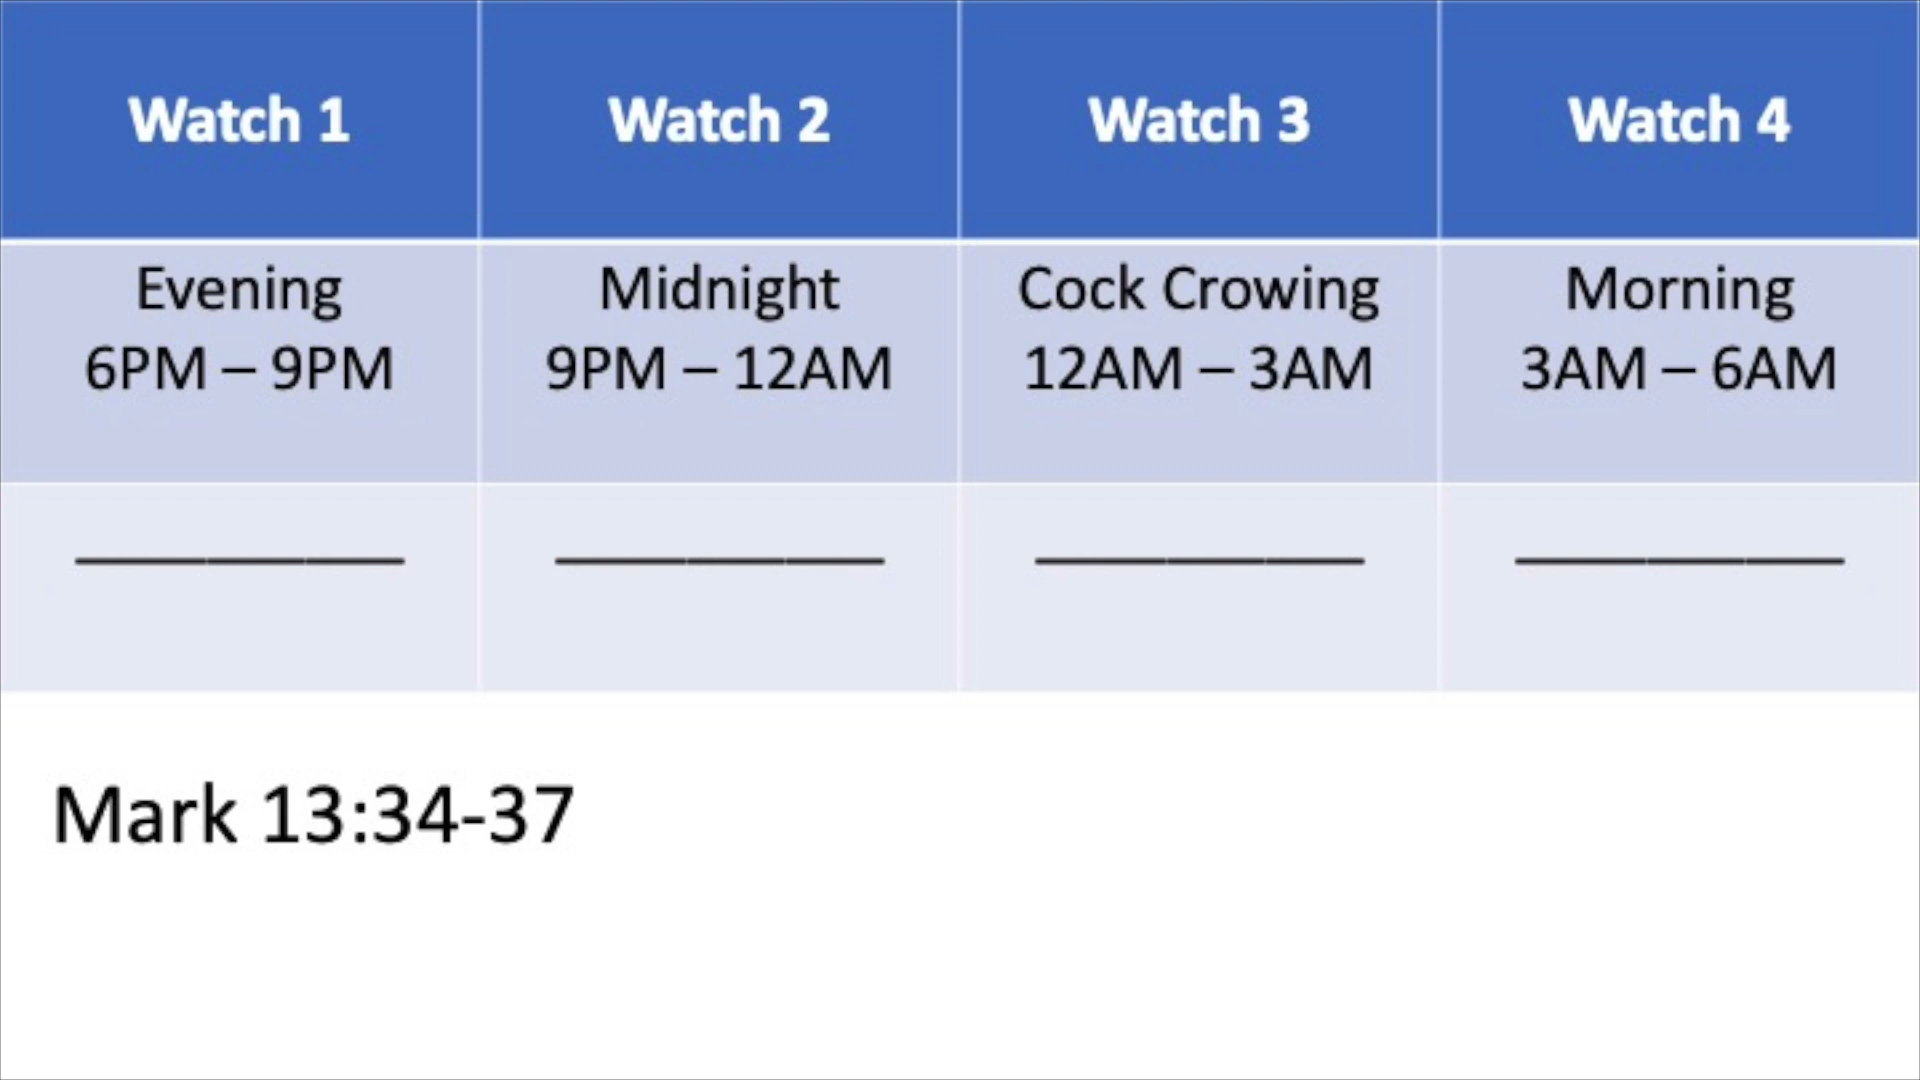 Watch 1
Watch 2
Watch 3
Watch 4
Evening
6PM – 9PM
Midnight
9PM – 12AM
Cock Crowing
12AM – 3AM
Morning
3AM – 6AM
Mark 13:34-37